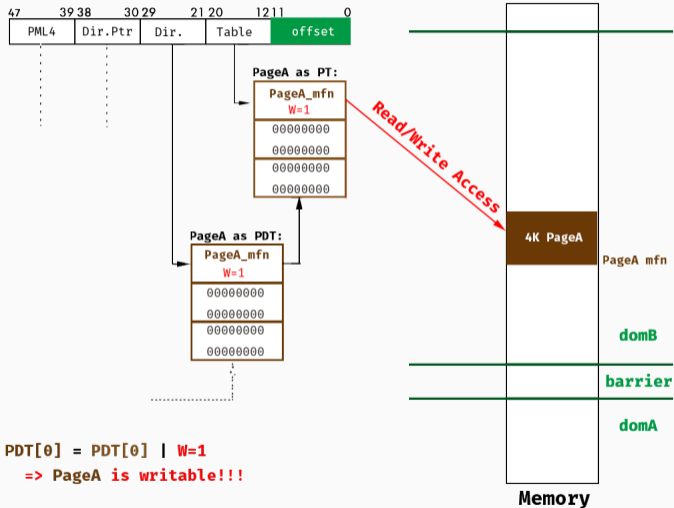 47 39 38 30 29 21 20 12 11 0
PML4 Dir.Ptr Dir. Table offset
PageA as PT:
PageA_mfn
W=1
00000000
00000000
00000000
00000000
Read/Write Access
PageA as PDT:
PageA_mfn
W=1
00000000
00000000
00000000
00000000
4K PageA
PageA mfn
domB
barrier
domA
PDT[0] = PDT[0] | W=1
=> PageA is writable!!!
Memory